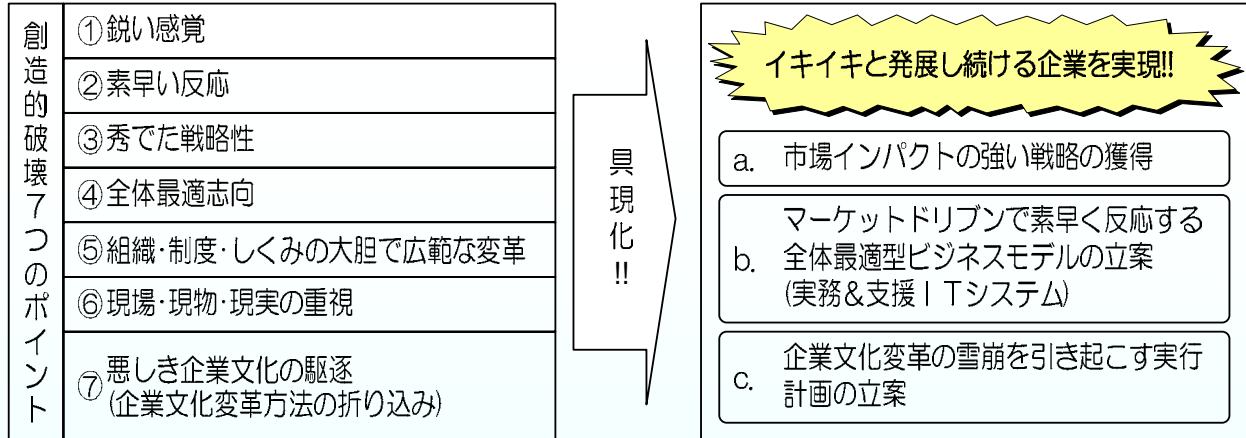 創造的破壊7つのポイント
①鋭い感覚
②素早い反応
③秀でた戦略性
④全体最適志向
⑤組織・制度・しくみの大胆で広範な変革
⑥現場・現物・現実の重視
⑦悪しき企業文化の駆逐
(企業文化変革方法の折り込み)
具現化!!
イキイキと発展し続ける企業を実現!!
a. 市場インパクトの強い戦略の獲得
マーケットドリブンで素早く反応する
b. 全体最適型ビジネスモデルの立案
(実務&支援ITシステム)
企業文化変革の雪崩を引き起こす実行
c. 計画の立案